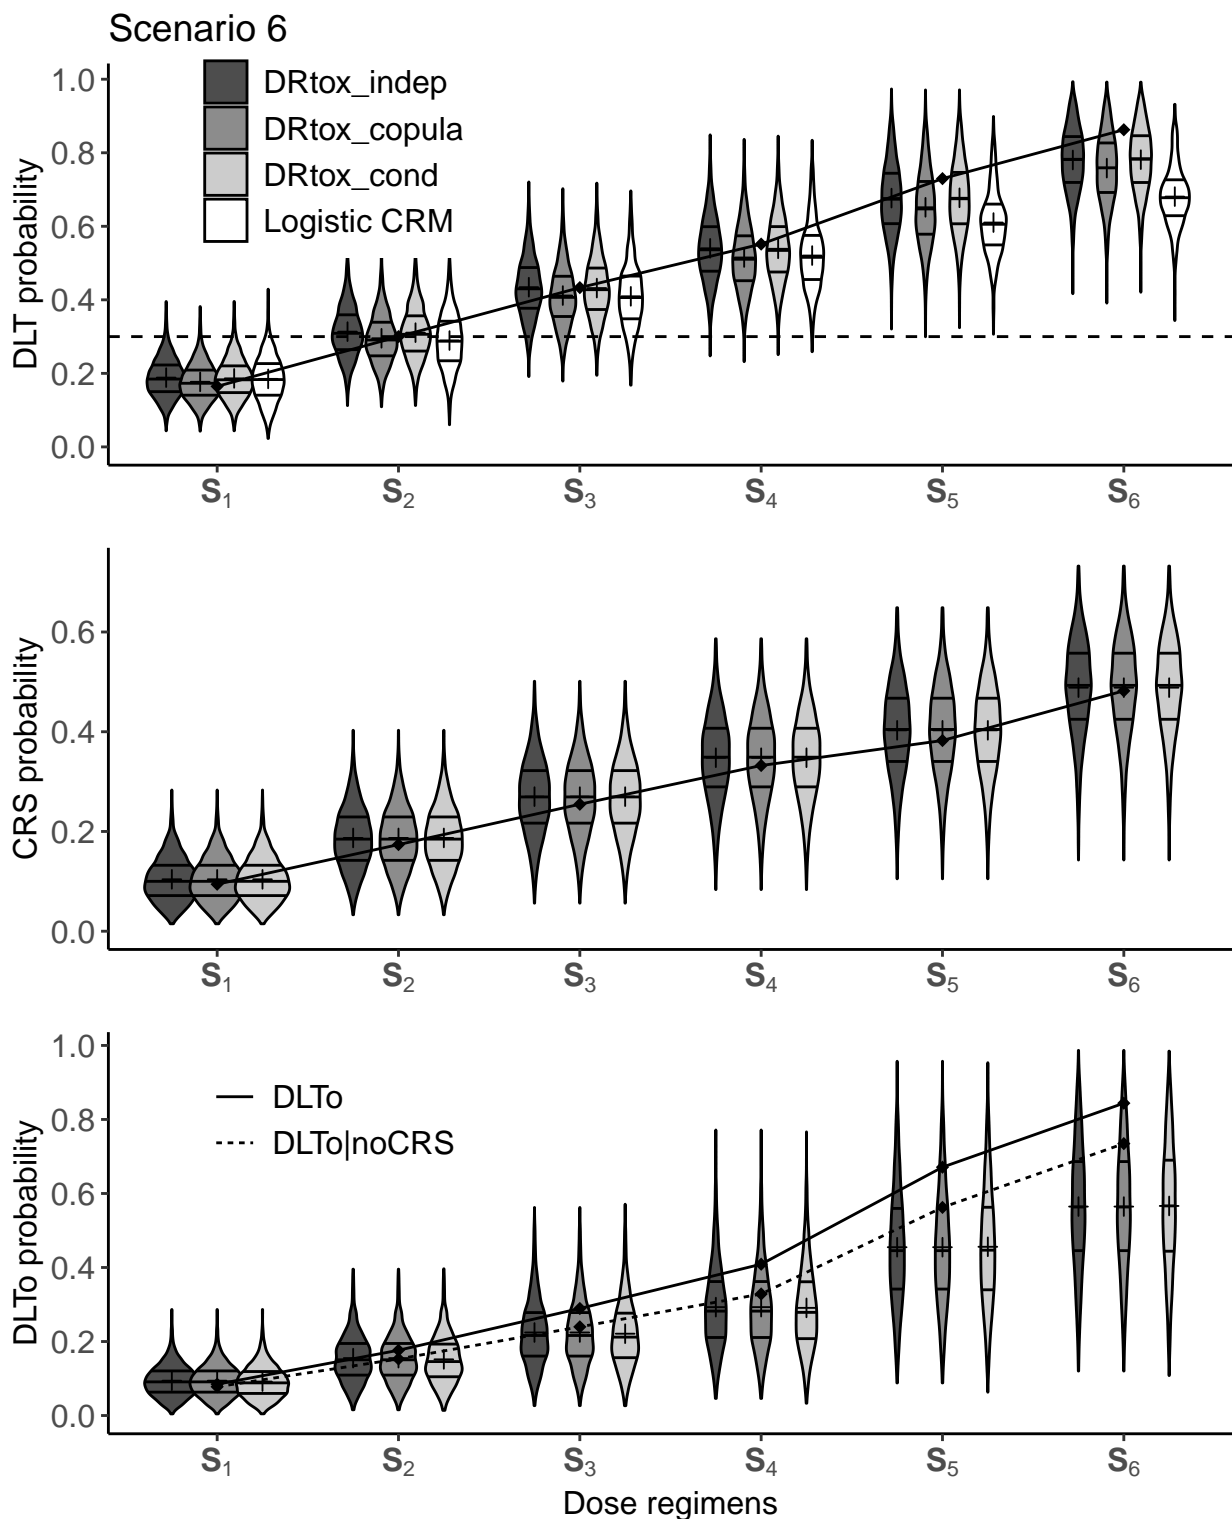 Scenario 6
DRtox_indep
DRtox_copula
DRtox_cond
Logistic CRM
DLT probability
1.0
0.8
0.6
0.4
0.2
0.0
S1 S2 S3 S4 S5 S6
CRS probability
0.6
0.4
0.2
0.0
S1 S2 S3 S4 S5 S6
DLTo
DLTo|noCRS
DLTo probability
1.0
0.8
0.6
0.4
0.2
0.0
S1 S2 S3 S4 S5 S6
Dose regimens